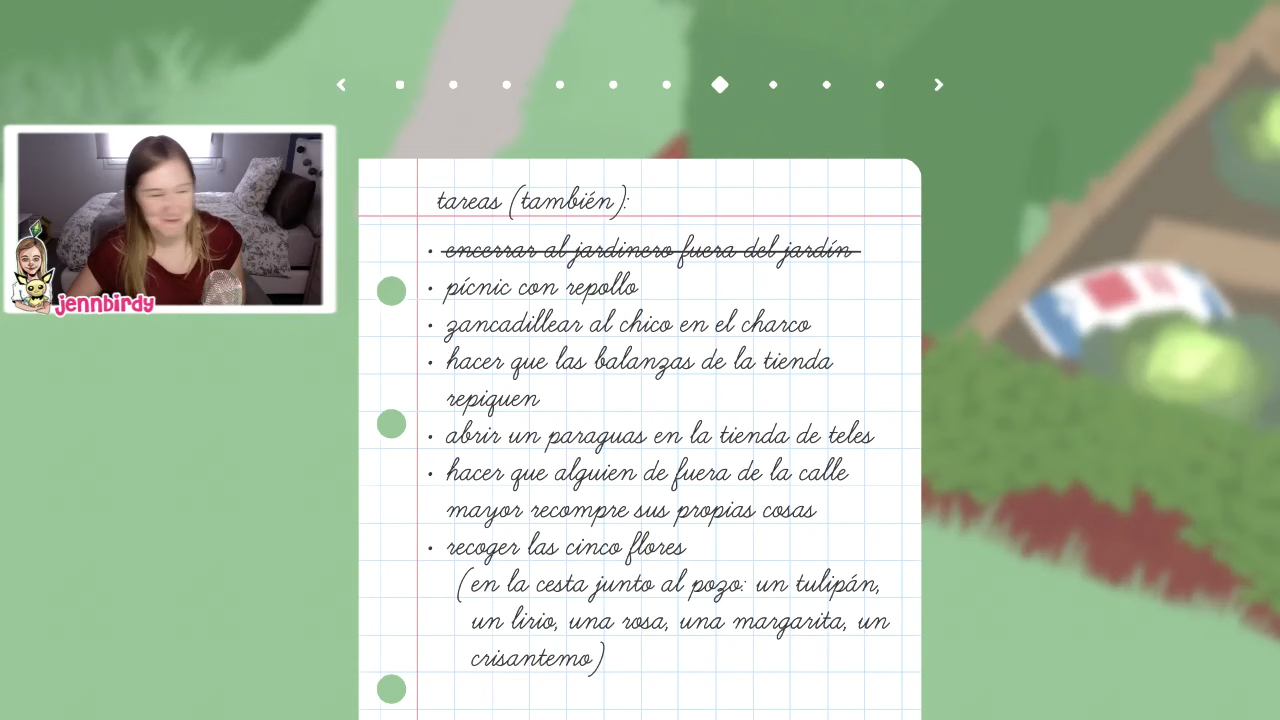 tareas (también):
• encerrar al jardinero fuera del jardín
• pícnic con repollo
• zancadillear al chico en el charco
• hacer que las balanzas de la tienda
repiquen
• abrir un paraguas en la tienda de teles
• hacer que alguien de fuera de la calle
mayor recompre sus propias cosas
• recoger las cinco flores
(en la cesta junto al pozo: un tulipán,
un lirio, una rosa, una margarita, un
crisantemo)
jennbirdy